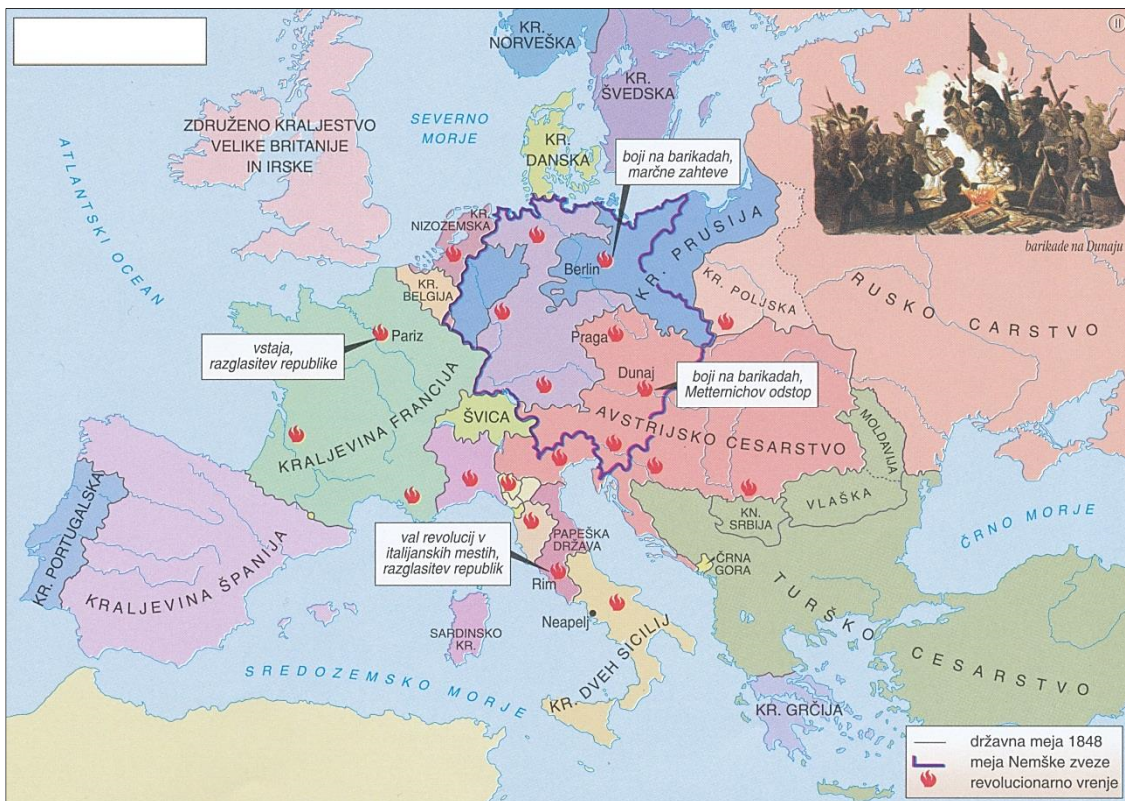 II
KR.
NORVEŠKA
KR.
ŠVEDSKA
ZDRUŽENO KRALJESTVO
VELIKE BRITANIJE
IN IRSKE
SEVERNO
MORJE
KR.
DANSKA
ATLANTSKI OCEAN
boji na barikadah,
marčne zahteve
barikade na Dunaju
KR.
NIZOZEMSKA
Berlin
KR. PRUSIJA
KR.
BELGIJA
KR. POLJSKA
RUSKO CARSTVO
Pariz
vstaja,
razglasitev republike
Praga
Dunaj
boji na barikadah,
Metternichov odstop
KRALJEVINA FRANCIJA
ŠVICA
AVSTRIJSKO CESARSTVO
MOLDAVIJA
VLAŠKA
KN.
SRBIJA
ČRNO MORJE
KR. PORTUGALSKA
KRALJEVINA ŠPANIJA
val revolucij v
italijanskih mestih,
razglasitev republik
PAPEŠKA
DRŽAVA
ČRNA
GORA
Rim
Neapelj
SARDINSKO
KR.
KR. DVEH SICILIJ
TURŠKO
CESARSTVO
SREDOZEMSKO MORJE
KR. GRČIJA
državna meja 1848
meja Nemške zveze
revolucionarno vrenje